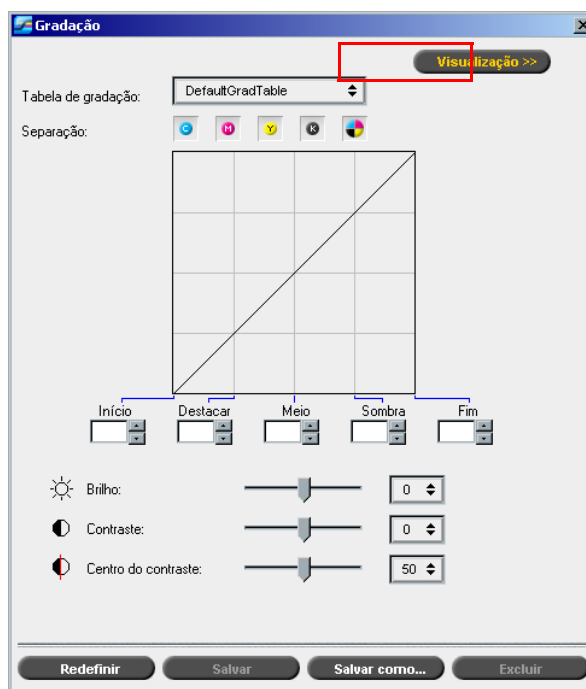 Gradação
Visualização >>
Tabela de gradação: DefaultGradTable
Separação: C M Y K
Início Destacar Meio Sombra Fim
Brilho: 0
Contraste: 0
Centro do contraste: 50
Redefinir Salvar Salvar como... Excluir